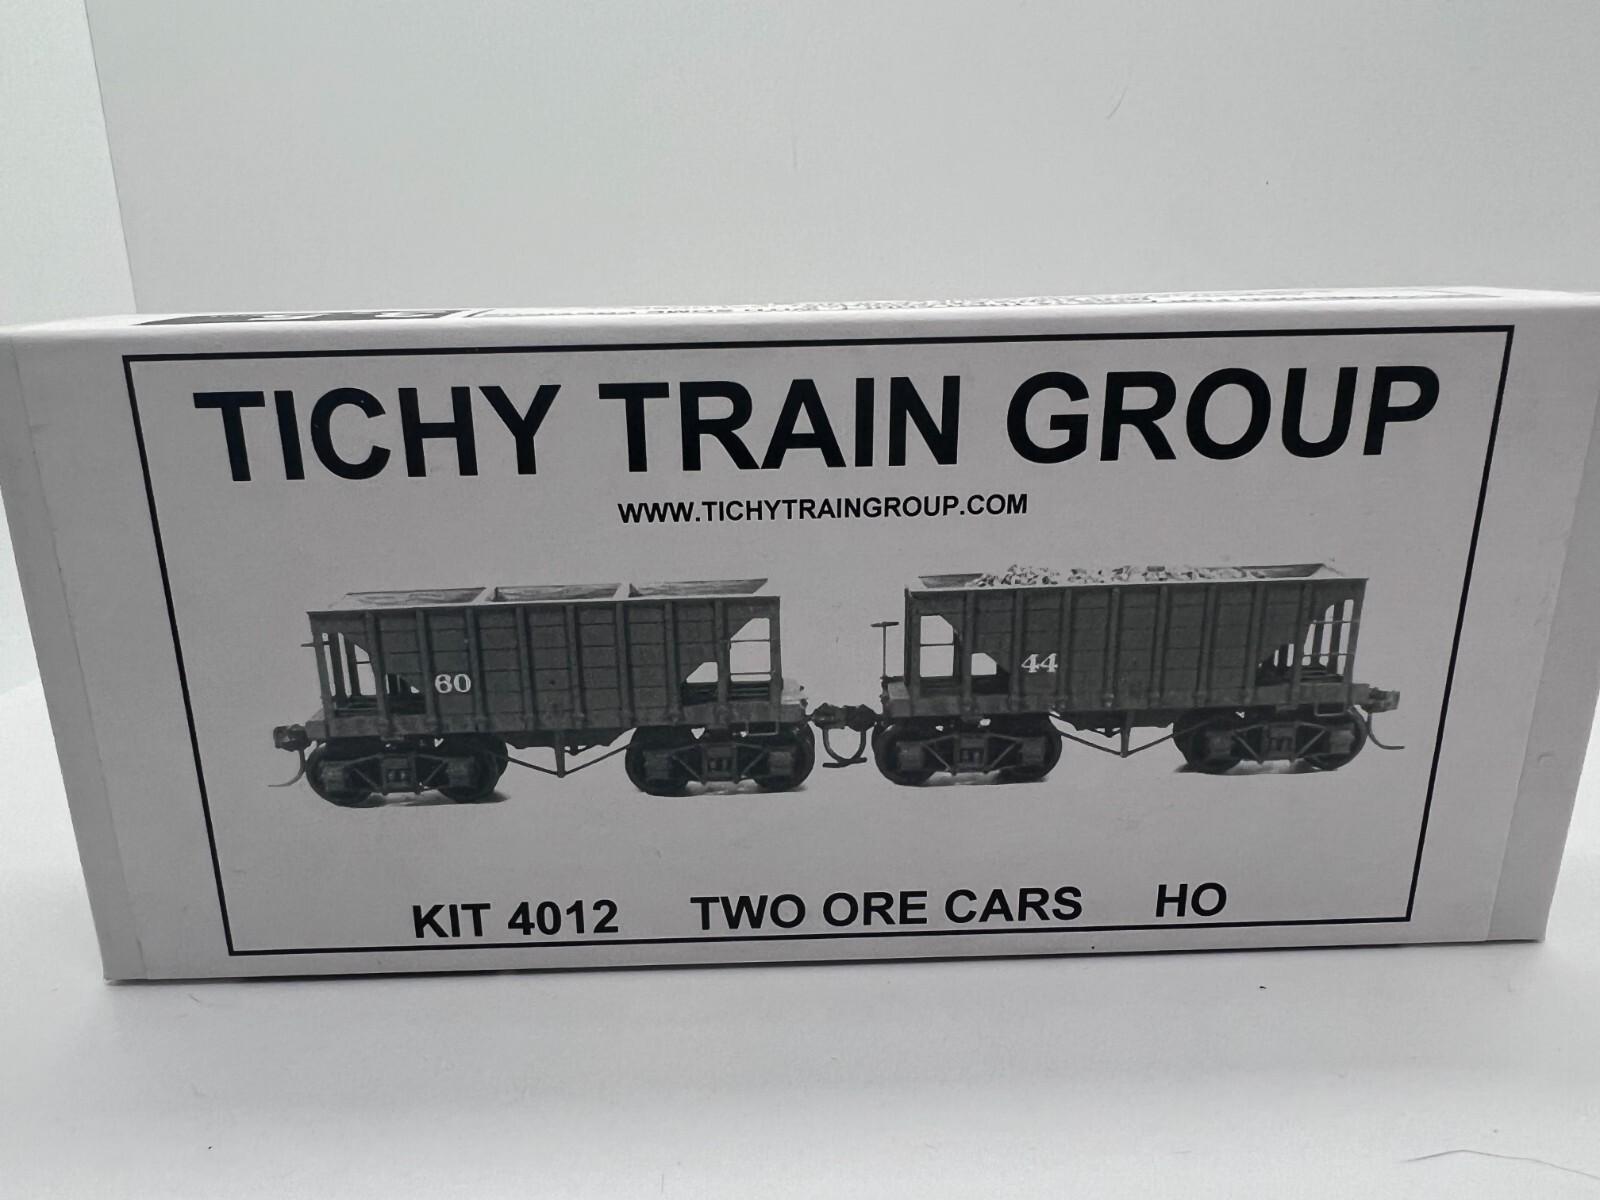 TICHY TRAIN GROUP
WWW.TICHYTRAINGROUP.COM
60
44
KIT 4012 TWO ORE CARS HO